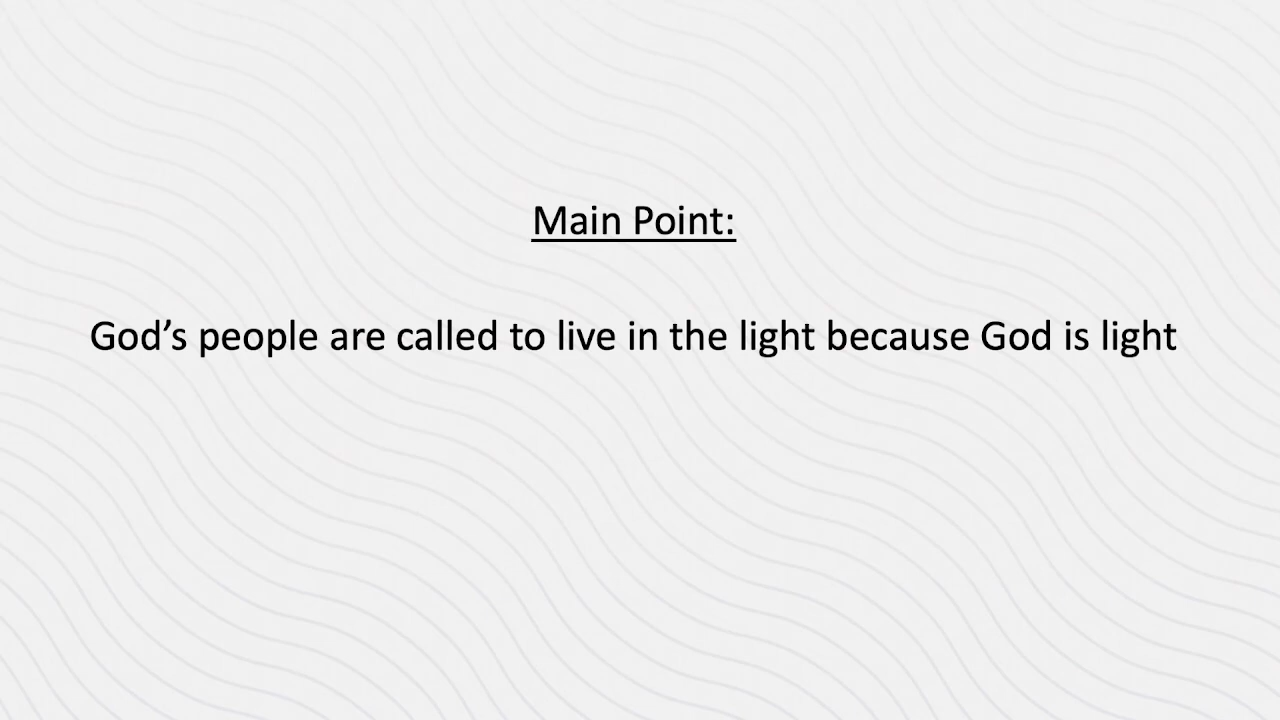 Main Point:
God’s people are called to live in the light because God is light